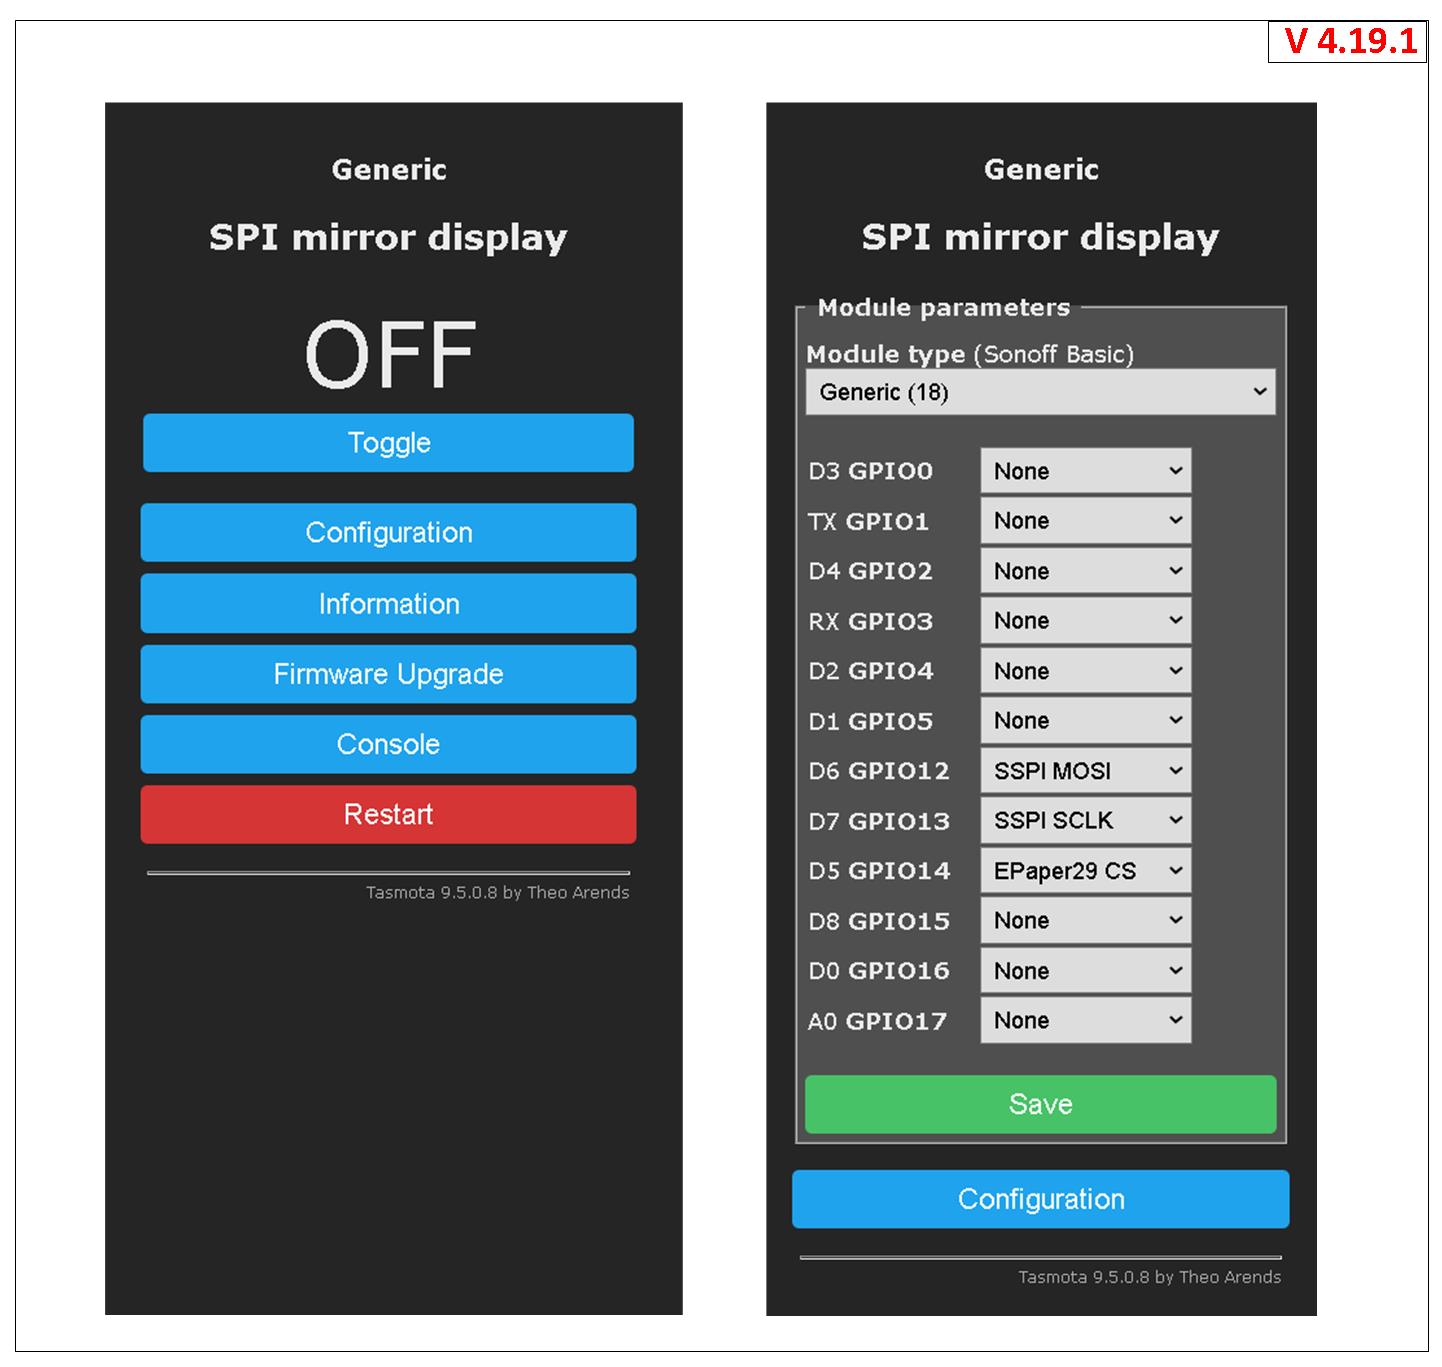 V 4.19.1
Generic
SPI mirror display
OFF
Toggle
Configuration
Information
Firmware Upgrade
Console
Restart
Tasmota 9.5.0.8 by Theo Arends
Generic
SPI mirror display
Module parameters
Module type (Sonoff Basic)
Generic (18)
D3 GPIO0 None
TX GPIO1 None
D4 GPIO2 None
RX GPIO3 None
D2 GPIO4 None
D1 GPIO5 None
D6 GPIO12 SSPI MOSI
D7 GPIO13 SSPI SCLK
D5 GPIO14 EPaper29 CS
D8 GPIO15 None
D0 GPIO16 None
A0 GPIO17 None
Save
Configuration
Tasmota 9.5.0.8 by Theo Arends